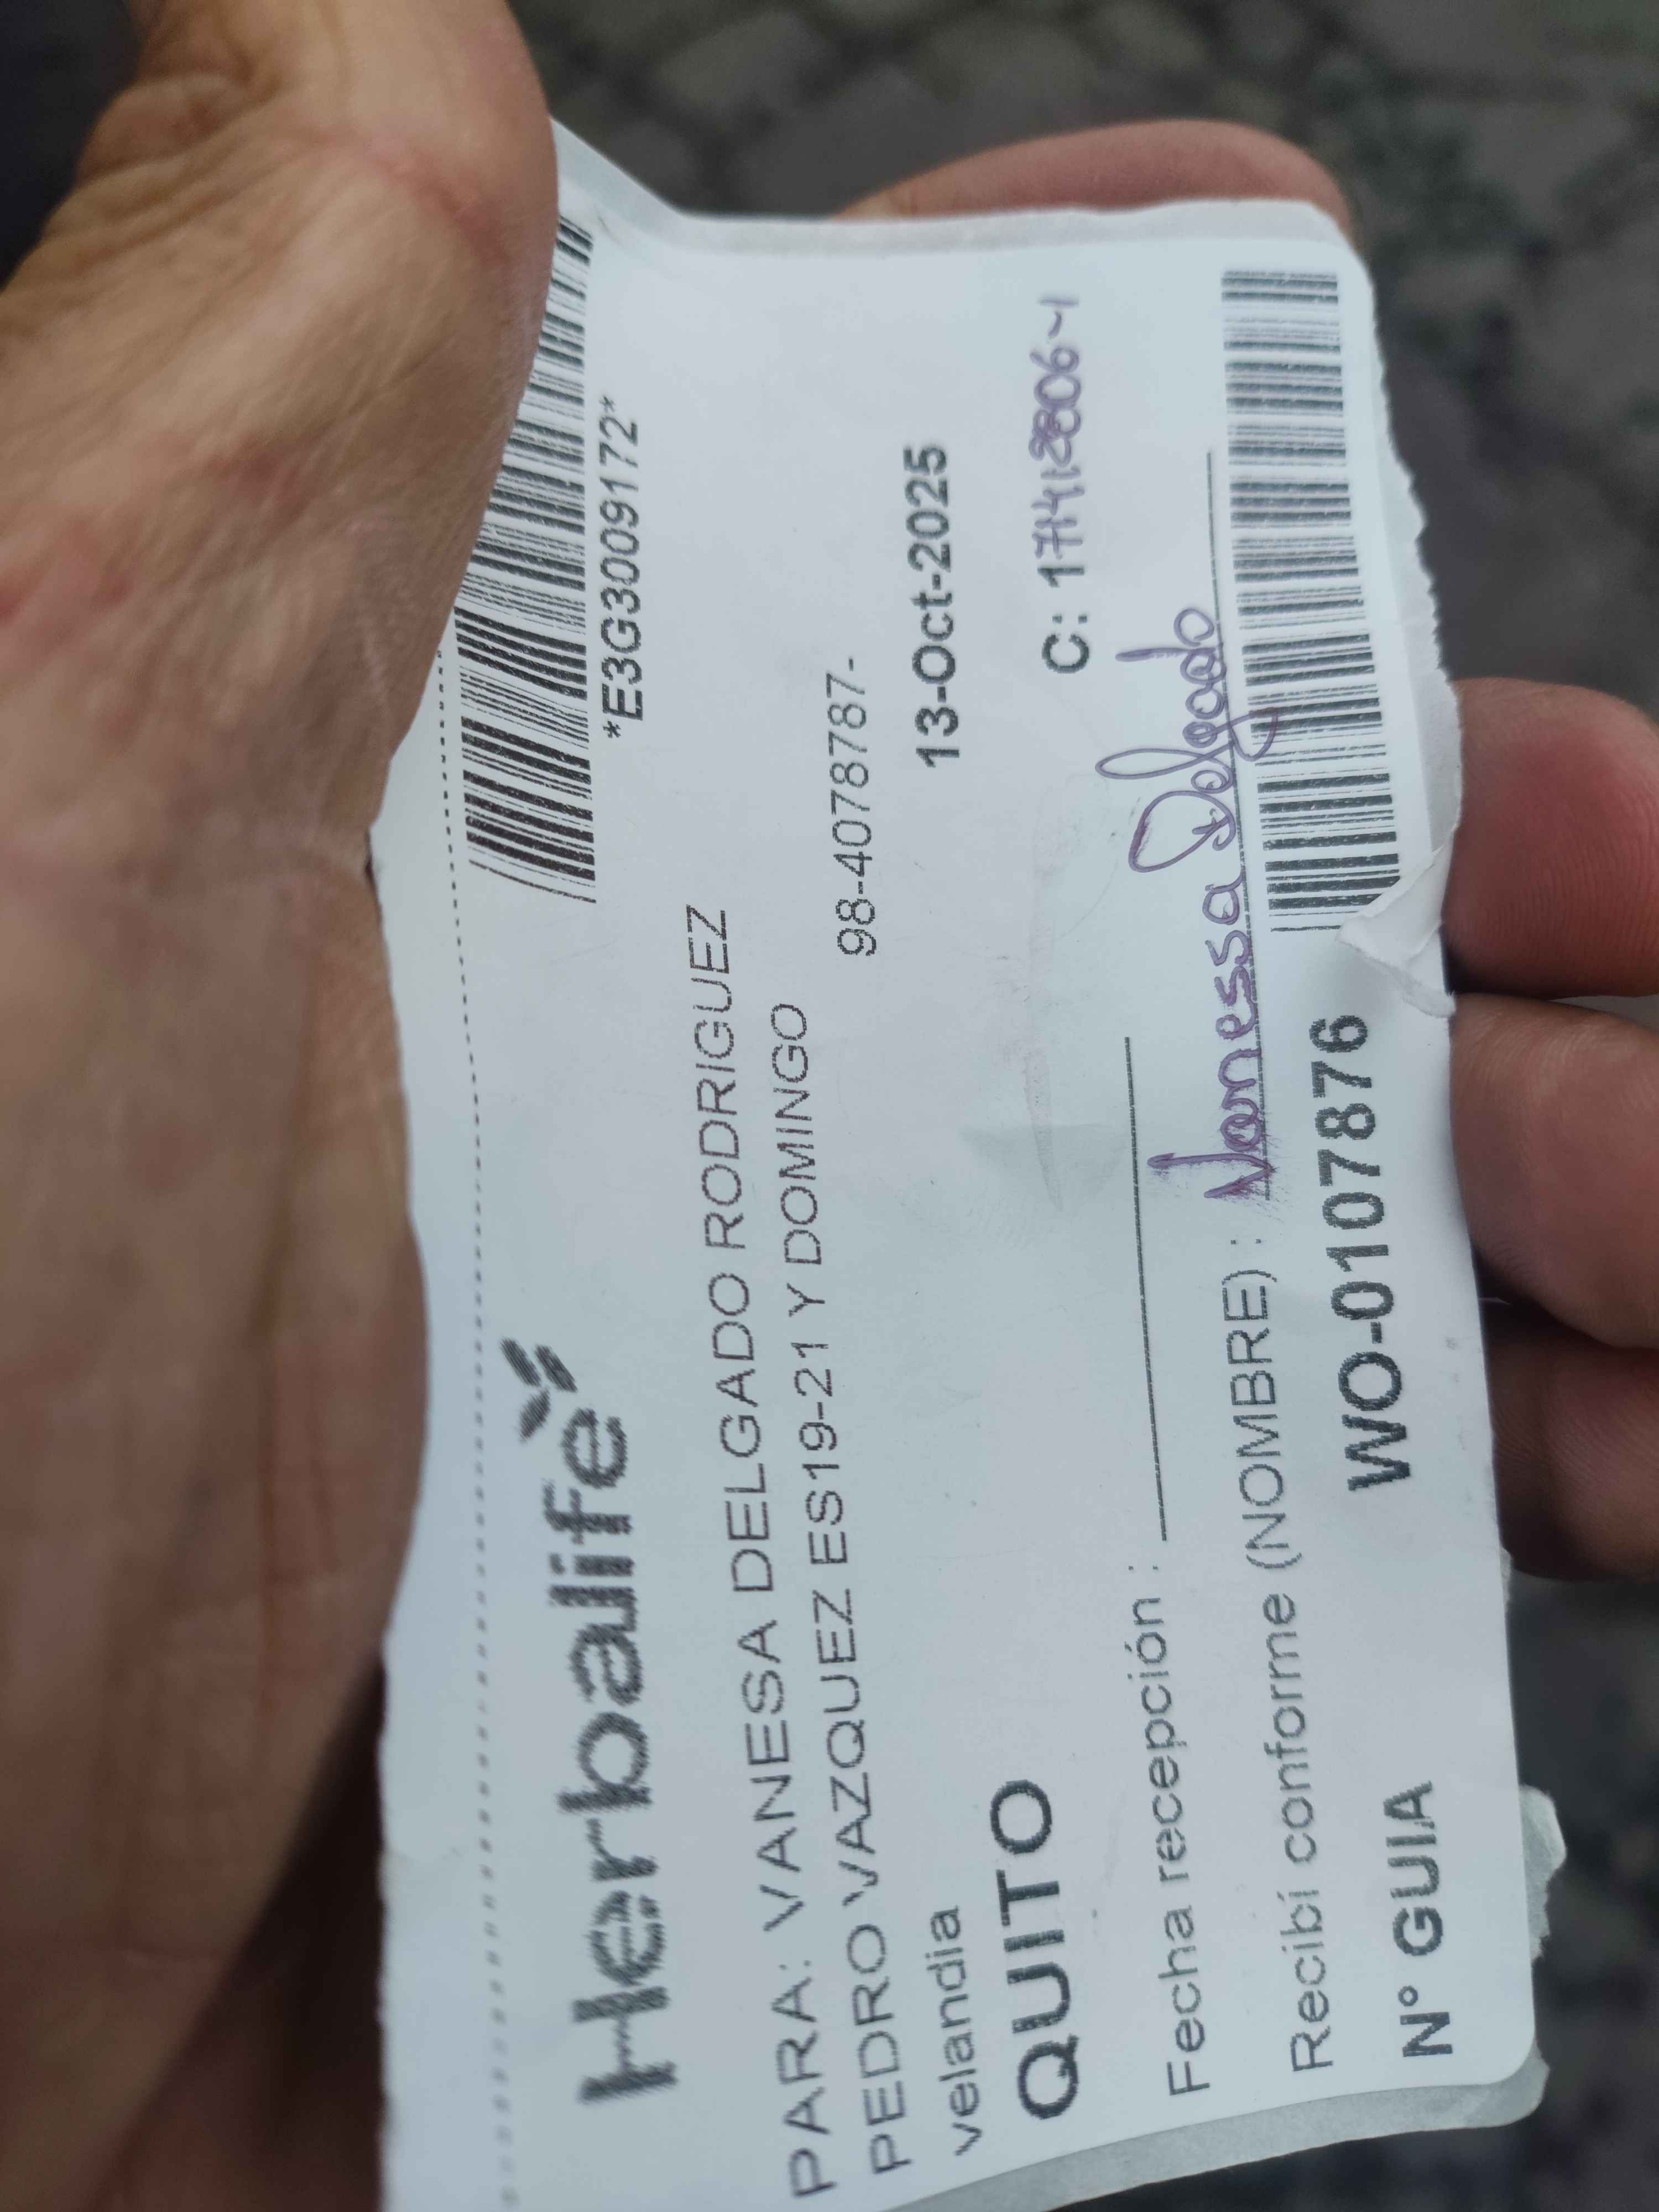 Herbalife
*E3G3009172*
PARA: VANESA DELGADO RODRIGUEZ
PEDRO VAZQUEZ ES19-21 Y DOMINGO
velandia
98-4078787-
QUITO
13-Oct-2025
Fecha recepción :
C:
Recibí conforme (NOMBRE) : Vanessa Delgado
N° GUIA
WO-0107876